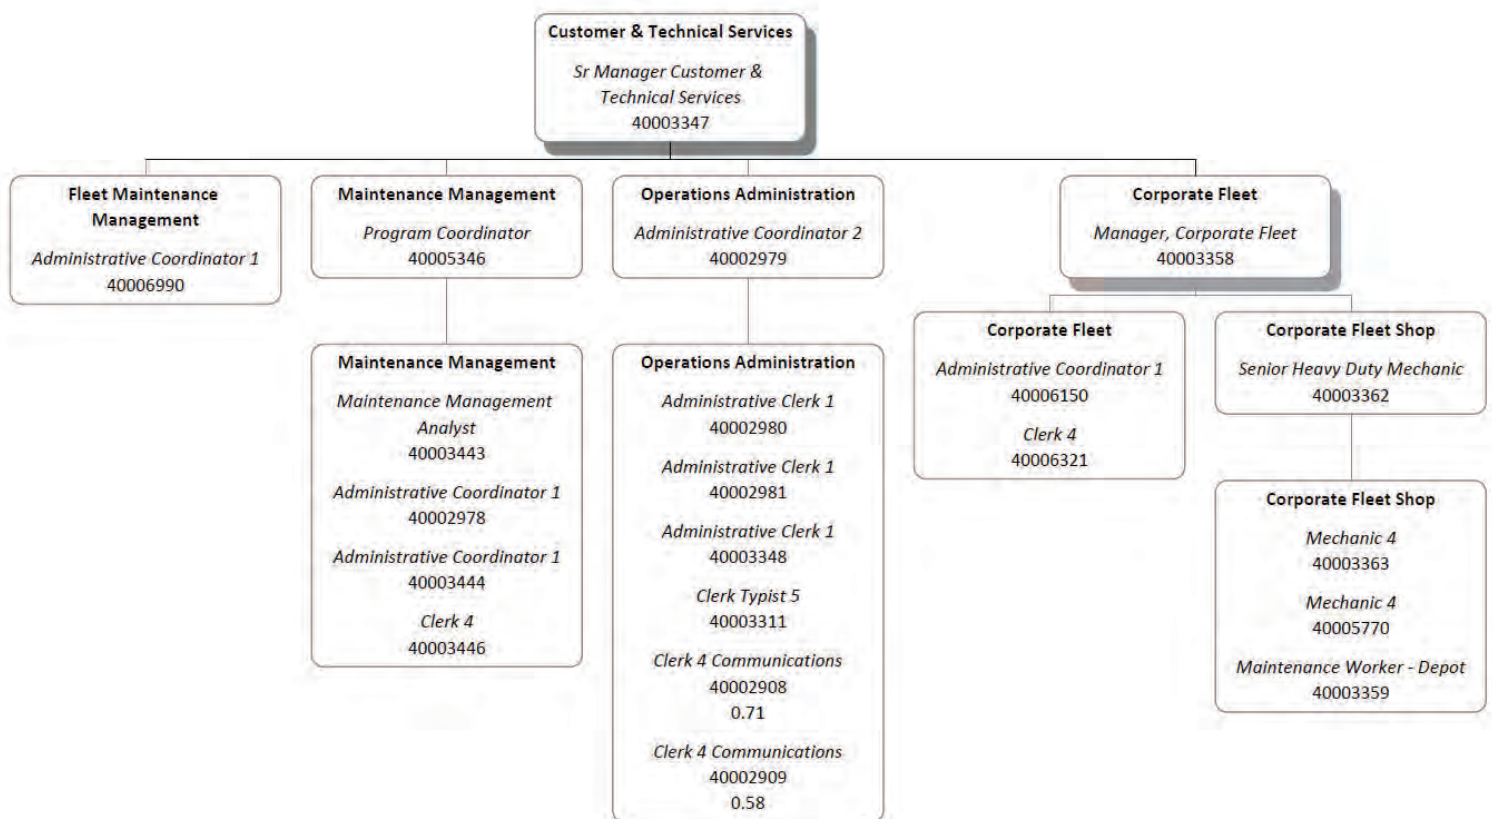 Customer & Technical Services
Sr Manager Customer &
Technical Services
40003347
Fleet Maintenance
Management
Administrative Coordinator 1
40006990
Maintenance Management
Program Coordinator
40005346
Operations Administration
Administrative Coordinator 2
40002979
Corporate Fleet
Manager, Corporate Fleet
40003358
Maintenance Management
Maintenance Management
Analyst
40003443
Administrative Coordinator 1
40002978
Administrative Coordinator 1
40003444
Clerk 4
40003446
Operations Administration
Administrative Clerk 1
40002980
Administrative Clerk 1
40002981
Administrative Clerk 1
40003348
Clerk Typist 5
40003311
Clerk 4 Communications
40002908
0.71
Clerk 4 Communications
40002909
0.58
Corporate Fleet
Administrative Coordinator 1
40006150
Clerk 4
40006321
Corporate Fleet Shop
Senior Heavy Duty Mechanic
40003362
Corporate Fleet Shop
Mechanic 4
40003363
Mechanic 4
40005770
Maintenance Worker - Depot
40003359